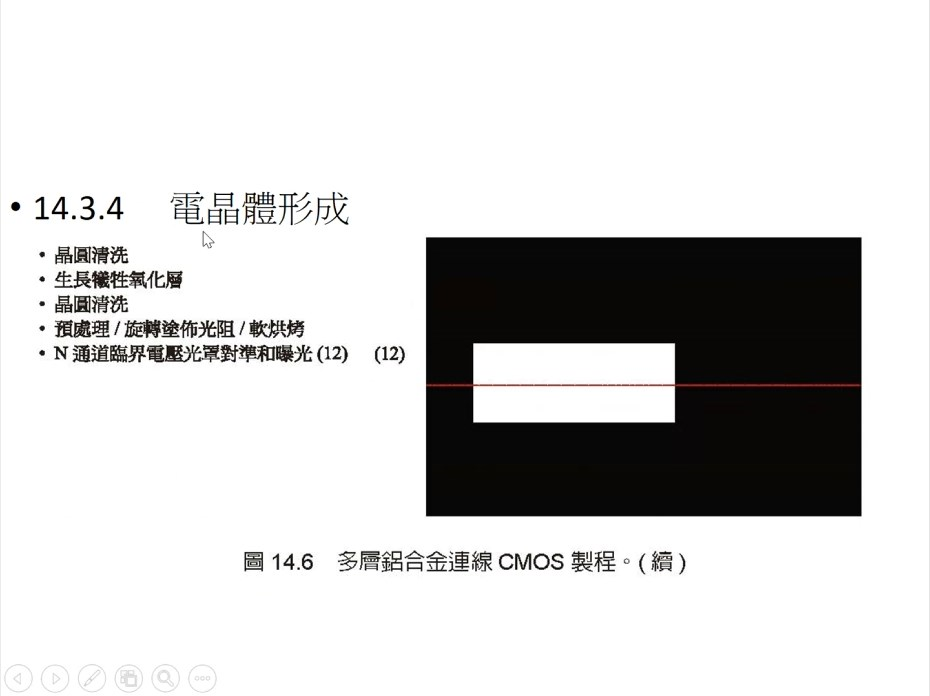 • 14.3.4 電晶體形成
• 晶圓清洗
• 生長犧牲氧化層
• 晶圓清洗
• 預處理 / 旋轉塗佈光阻 / 軟烘烤
• N 通道臨界電壓光罩對準和曝光 (12) (12)
圖 14.6 多層鋁合金連線 CMOS 製程。( 續 )